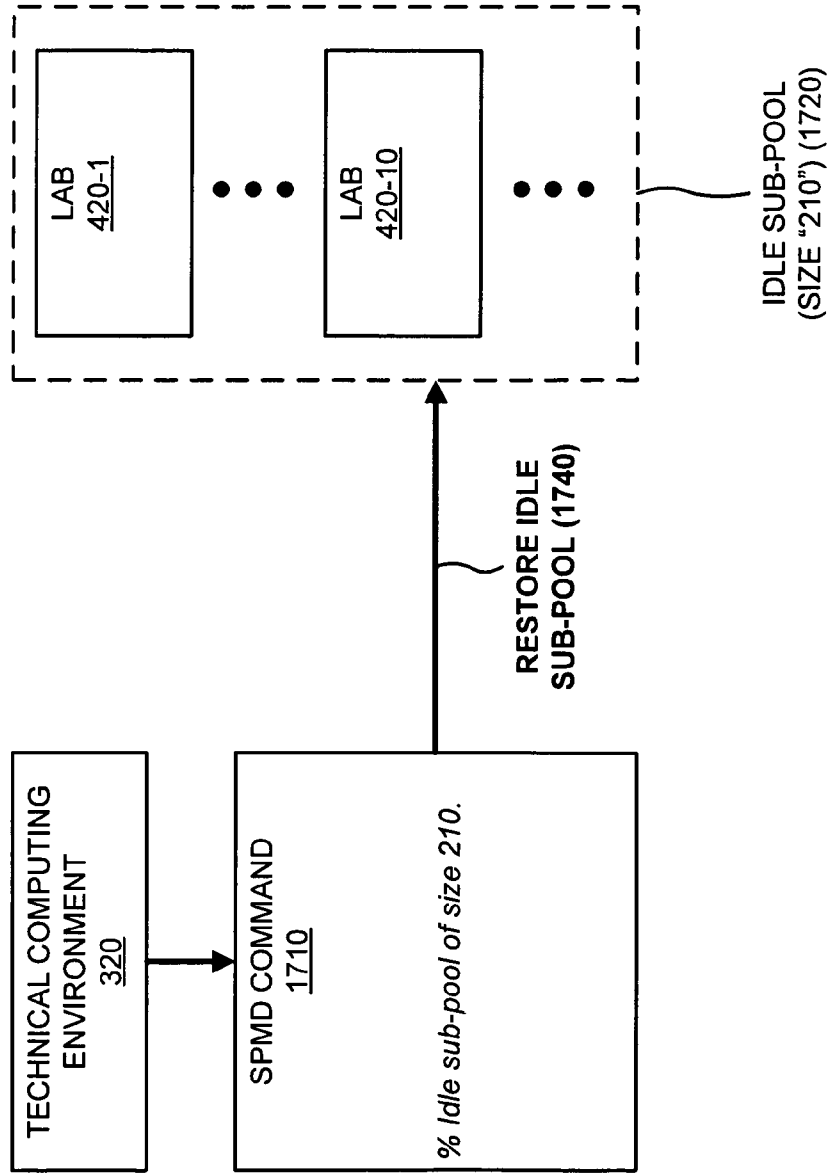 TECHNICAL COMPUTING
ENVIRONMENT
320
SPMD COMMAND
1710
% Idle sub-pool of size 210.
RESTORE IDLE
SUB-POOL (1740)
LAB
420-1
LAB
420-10
IDLE SUB-POOL
(SIZE “210”) (1720)